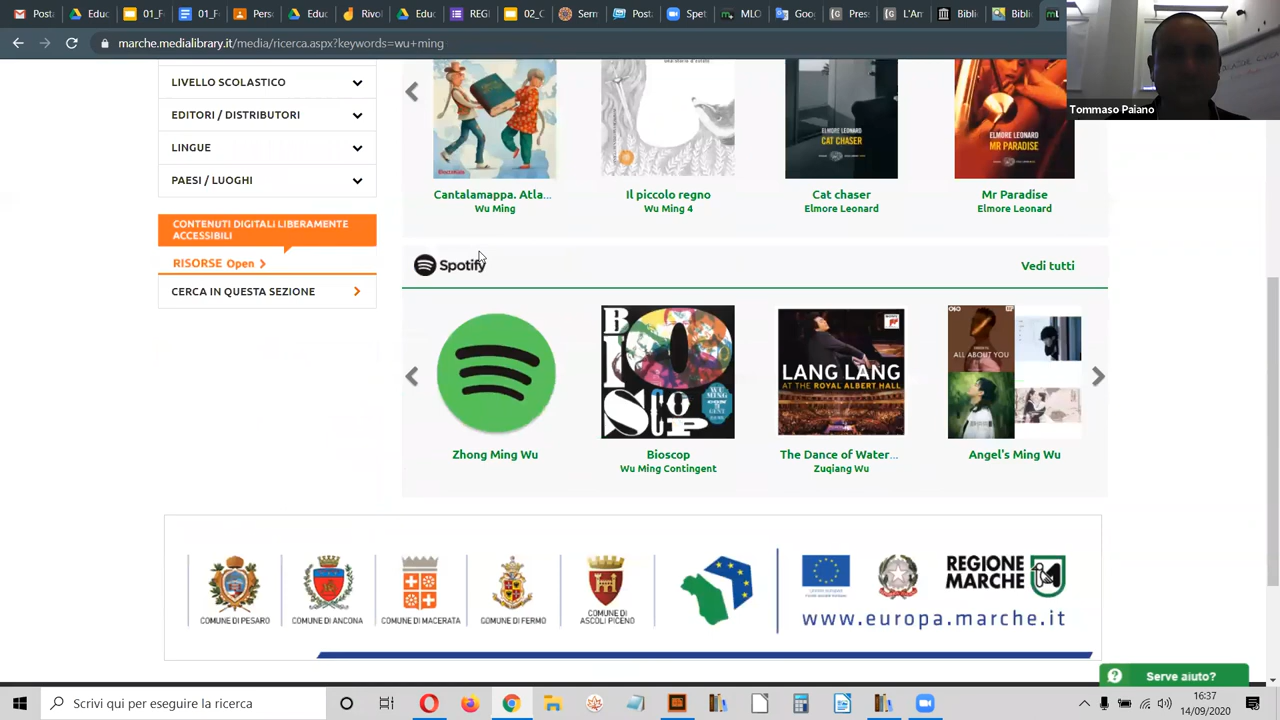 Educ
01_F
01_F
01_F
Perso
Educ
Rived
Educ
REG
02_C
Serm
Posta
Spet
MLO
Goo
Pres
L'Or
Bibli
Bibli
marche.medialibrary.it/media/ricerca.aspx?keywords=wu+ming
Tommaso Paiano
LIVELLO SCOLASTICO
EDITORI / DISTRIBUTORI
LINGUE
PAESI / LUOGHI
CONTENUTI DIGITALI LIBERAMENTE
ACCESSIBILI
RISORSE Open
CERCA IN QUESTA SEZIONE
ELMORE LEONARD
CAT CHASER
ELMORE LEONARD
MR PARADISE
Cantalamappa. Atla...
Wu Ming
Il piccolo regno
Wu Ming 4
Cat chaser
Elmore Leonard
Mr Paradise
Elmore Leonard
Spotify
Vedi tutti
BIOSCOP
LANG LANG
AT THE ROYAL ALBERT HALL
ALL ABOUT YOU
Zhong Ming Wu
Bioscop
Wu Ming Contingent
The Dance of Water...
Zuqiang Wu
Angel's Ming Wu
COMUNE DI PESARO
COMUNE DI ANCONA
COMUNE DI MACERATA
COMUNE DI FERMO
COMUNE DI
ASCOLI PICENO
REGIONE
MARCHE
www.europa.marche.it
Serve aiuto?
Scrivi qui per eseguire la ricerca
16:37
14/09/2020